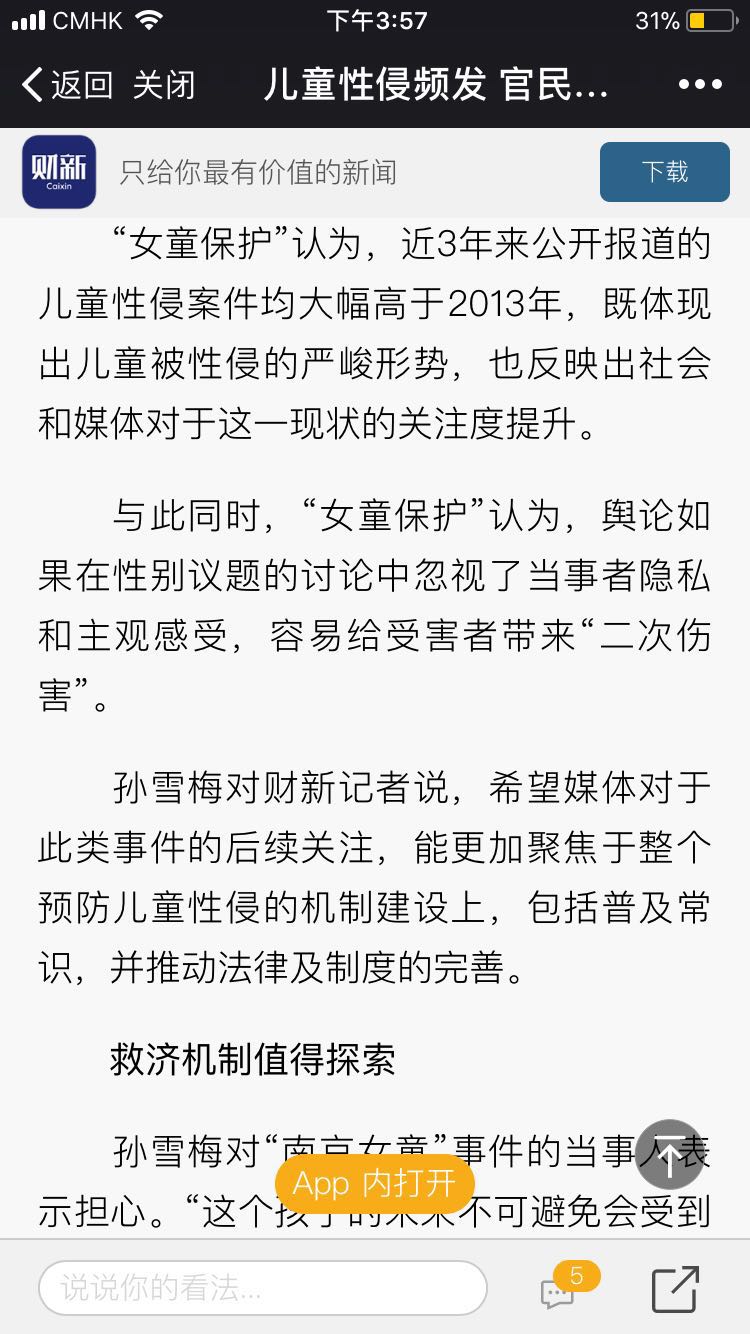 CMHK 下午3:57 31%
返回 关闭 儿童性侵频发 官民...
财新
Caixin
只给你最有价值的新闻
下载
“女童保护”认为，近3年来公开报道的
儿童性侵案件均大幅高于2013年，既体现
出儿童被性侵的严峻形势，也反映出社会
和媒体对于这一现状的关注度提升。
与此同时，“女童保护”认为，舆论如
果在性别议题的讨论中忽视了当事者隐私
和主观感受，容易给受害者带来“二次伤
害”。
孙雪梅对财新记者说，希望媒体对于
此类事件的后续关注，能更加聚焦于整个
预防儿童性侵的机制建设上，包括普及常
识，并推动法律及制度的完善。
救济机制值得探索
孙雪梅对“南京女童”事件的当事人表
App 内打开
示担心。“这个孩子的未来不可避免会受到
说说你的看法...
5